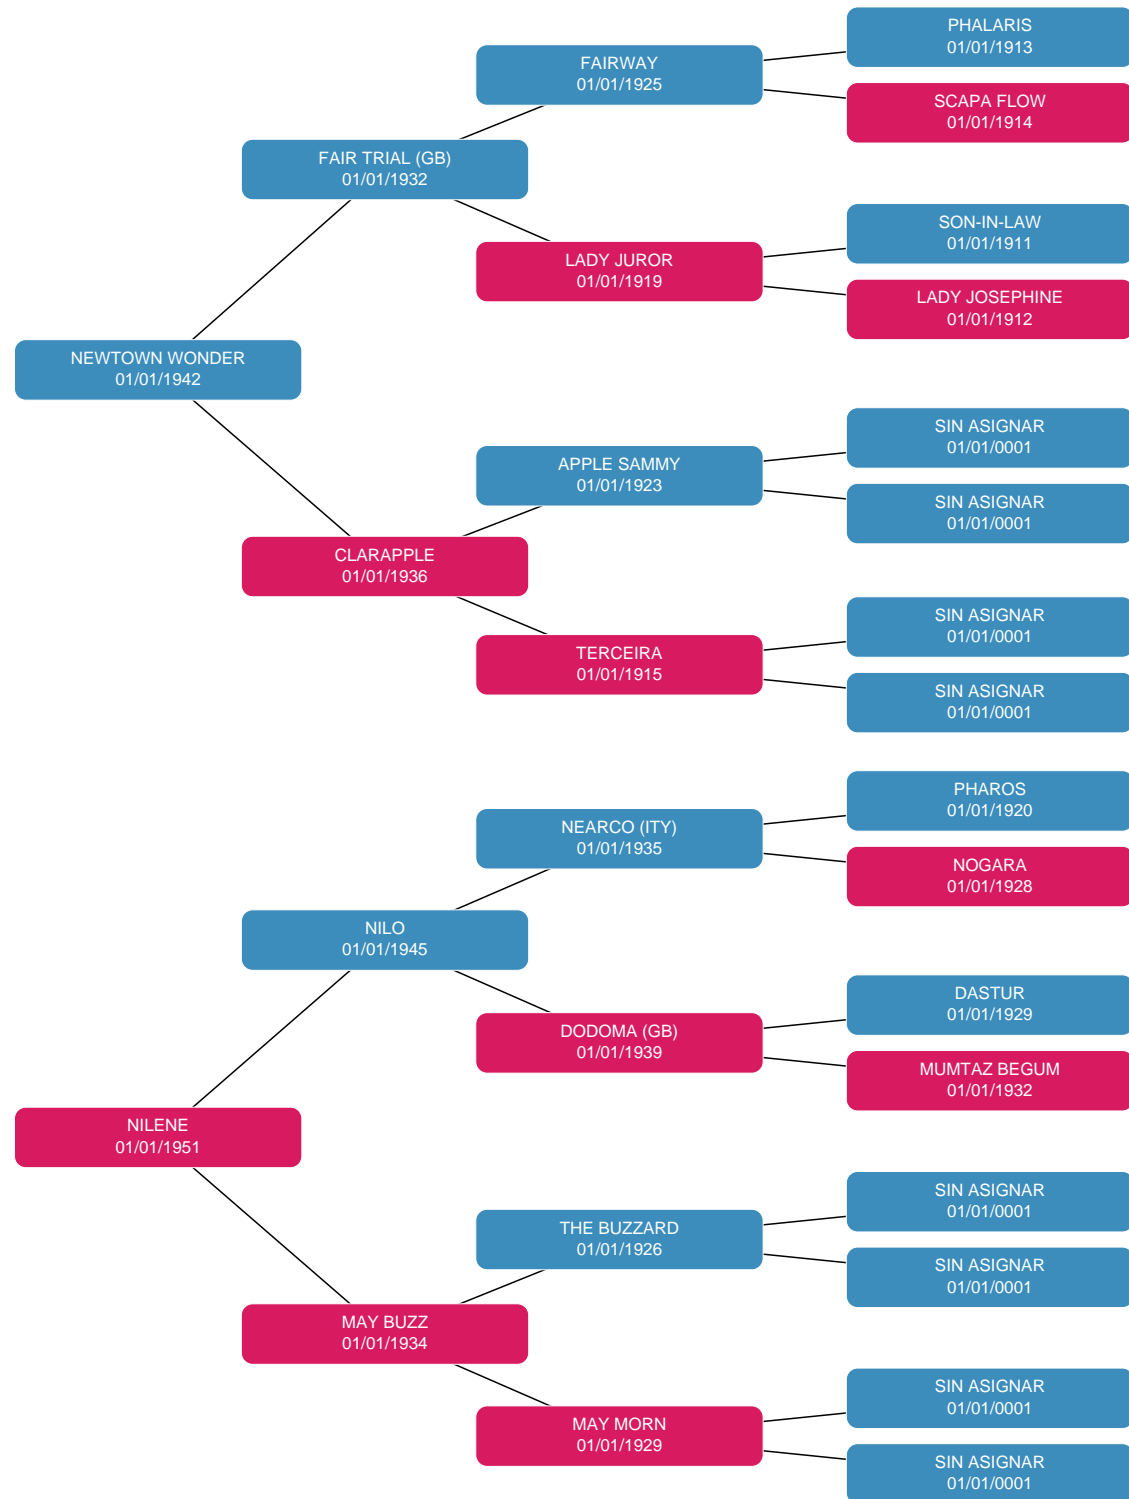 PHALARIS
01/01/1913
FAIRWAY
01/01/1925
SCAPA FLOW
01/01/1914
FAIR TRIAL (GB)
01/01/1932
SON-IN-LAW
01/01/1911
LADY JUROR
01/01/1919
LADY JOSEPHINE
01/01/1912
NEWTOWN WONDER
01/01/1942
SIN ASIGNAR
01/01/0001
APPLE SAMMY
01/01/1923
SIN ASIGNAR
01/01/0001
CLARAPPLE
01/01/1936
SIN ASIGNAR
01/01/0001
TERCEIRA
01/01/1915
SIN ASIGNAR
01/01/0001
PHAROS
01/01/1920
NEARCO (ITY)
01/01/1935
NOGARA
01/01/1928
NILO
01/01/1945
DASTUR
01/01/1929
DODOMA (GB)
01/01/1939
MUMTAZ BEGUM
01/01/1932
NILENE
01/01/1951
SIN ASIGNAR
01/01/0001
THE BUZZARD
01/01/1926
SIN ASIGNAR
01/01/0001
MAY BUZZ
01/01/1934
SIN ASIGNAR
01/01/0001
MAY MORN
01/01/1929
SIN ASIGNAR
01/01/0001